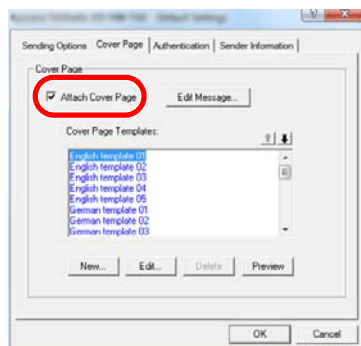 Default Settings
Sending Options Cover Page Authentication Sender Information
Cover Page
Attach Cover Page Edit Message...
Cover Page Templates:
English template 01
English template 02
English template 03
English template 04
English template 05
German template 01
German template 02
German template 03
New... Edit... Delete Preview
OK Cancel